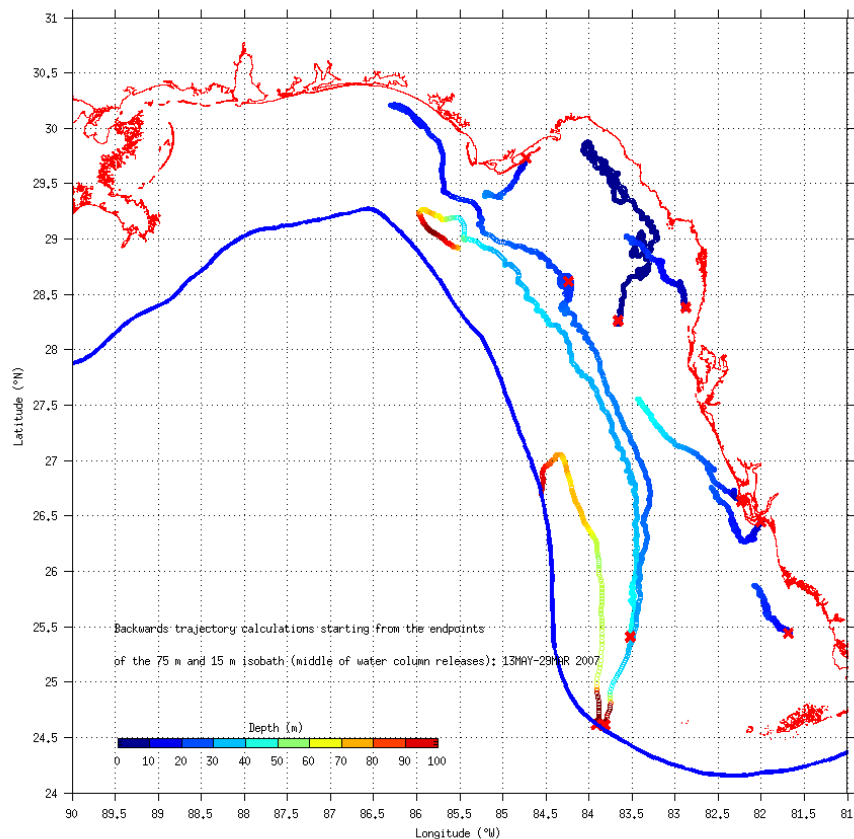 31
30.5
30
29.5
29
28.5
28
27.5
27
26.5
26
25.5
25
24.5
24
Latitude (°N)
Backwards trajectory calculations starting from the endpoints
of the 75 m and 15 m isobath (middle of water column releases): 13MAY-29MAR 2007
Depth (m)
0 10 20 30 40 50 60 70 80 90 100
90 89.5 89 88.5 88 87.5 87 86.5 86 85.5 85 84.5 84 83.5 83 82.5 82 81.5 81
Longitude (°W)